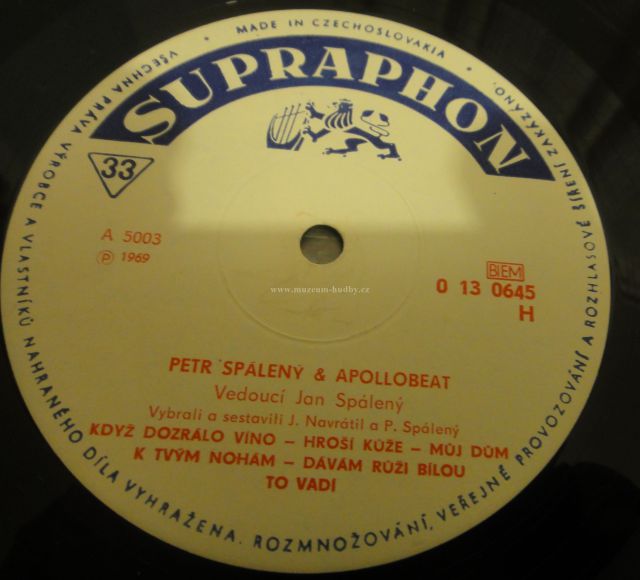 VŠECHNA PRÁVA VÝROBCE A VLASTNÍKŮ NAHRANÉHO DÍLA VYHRAŽENA. ROZMNOŽOVÁNÍ, VEŘEJNÉ PROVOZOVÁNÍ A ROZHLASOVÉ ŠÍŘENÍ ZAKÁZÁNO.
• MADE IN CZECHOSLOVAKIA •
SUPRAPHON
33
A 5003
Ⓟ 1969
BIEM
0 13 0645
H
www.muzeum-hudby.cz
PETR SPÁLENÝ & APOLLOBEAT
Vedoucí Jan Spálený
Vybrali a sestavili J. Navrátil a P. Spálený
KDYŽ DOZRÁLO VÍNO – HROŠÍ KŮŽE – MŮJ DŮM
K TVÝM NOHÁM – DÁVÁM RŮŽI BÍLOU
TO VADÍ